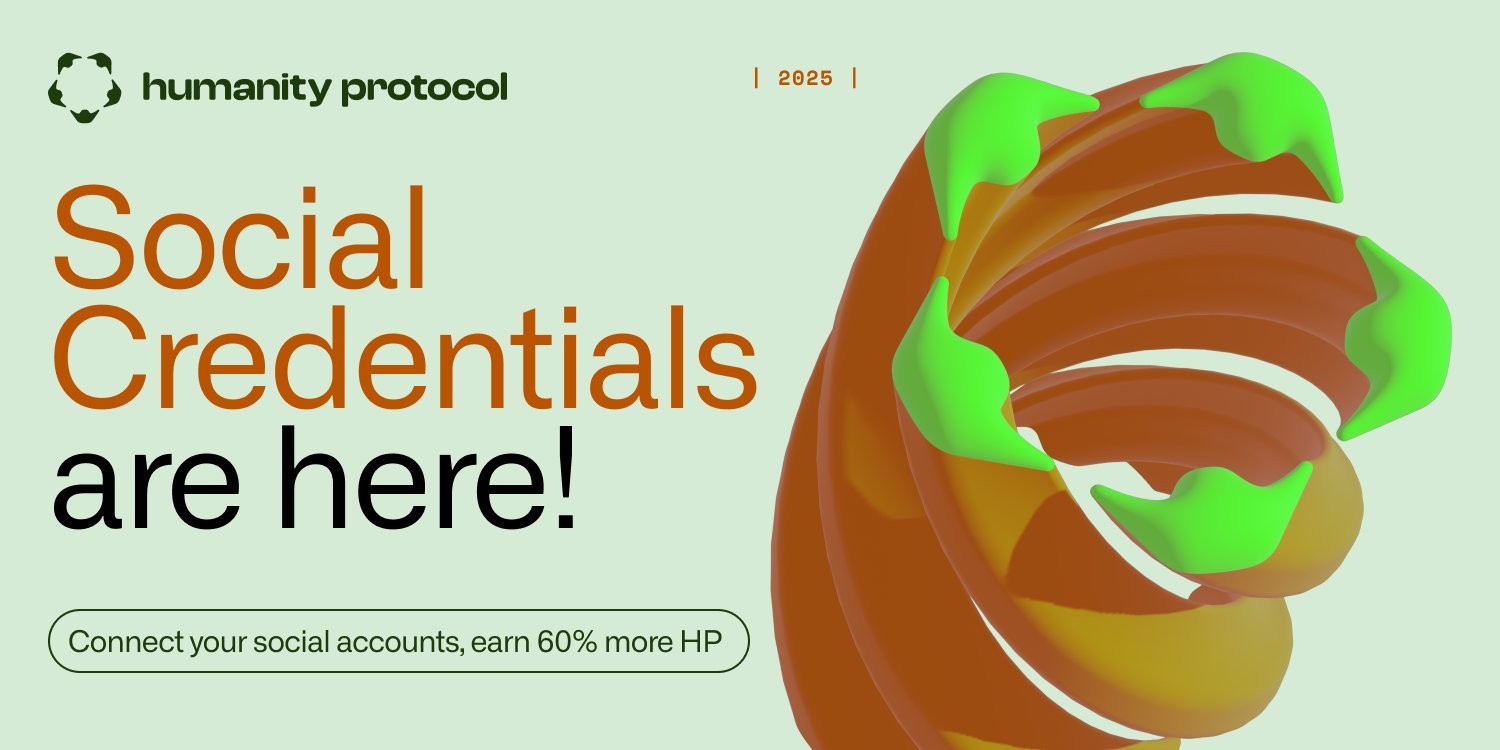 humanity protocol
| 2025 |
Social
Credentials
are here!
Connect your social accounts, earn 60% more HP